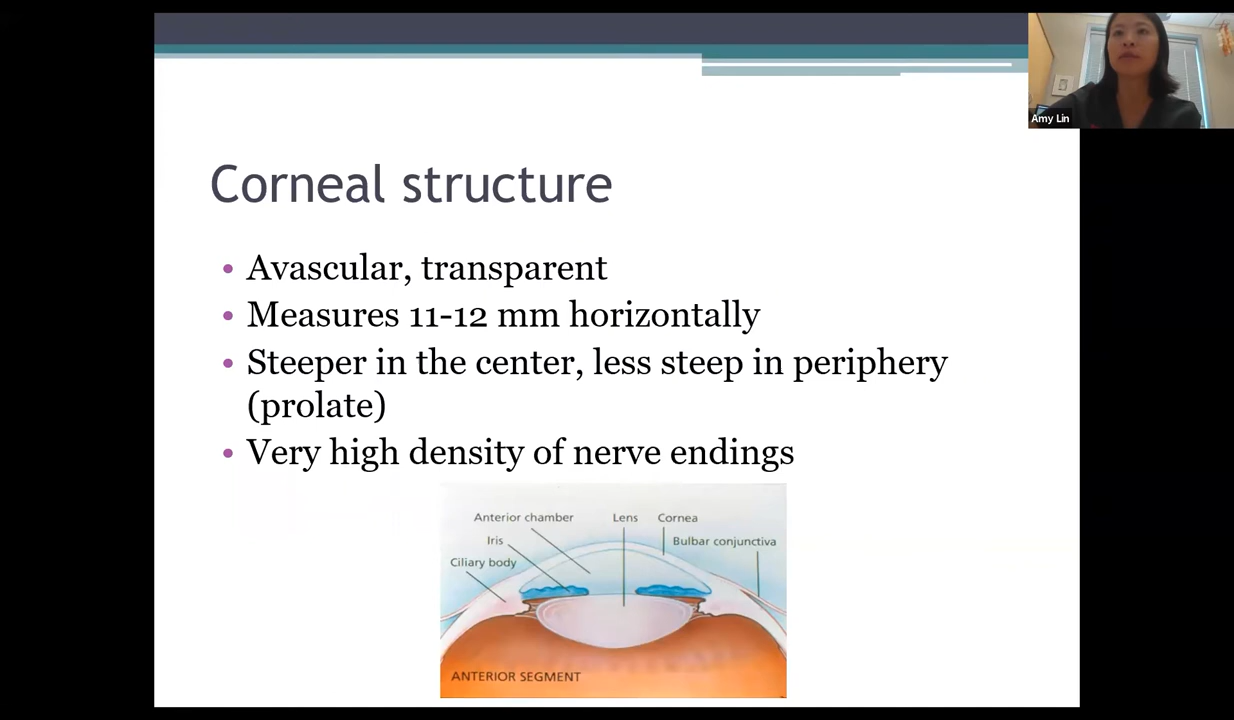 Amy Lin
Corneal structure
• Avascular, transparent
• Measures 11-12 mm horizontally
• Steeper in the center, less steep in periphery
(prolate)
• Very high density of nerve endings
Anterior chamber
Lens
Cornea
Iris
Bulbar conjunctiva
Ciliary body
ANTERIOR SEGMENT